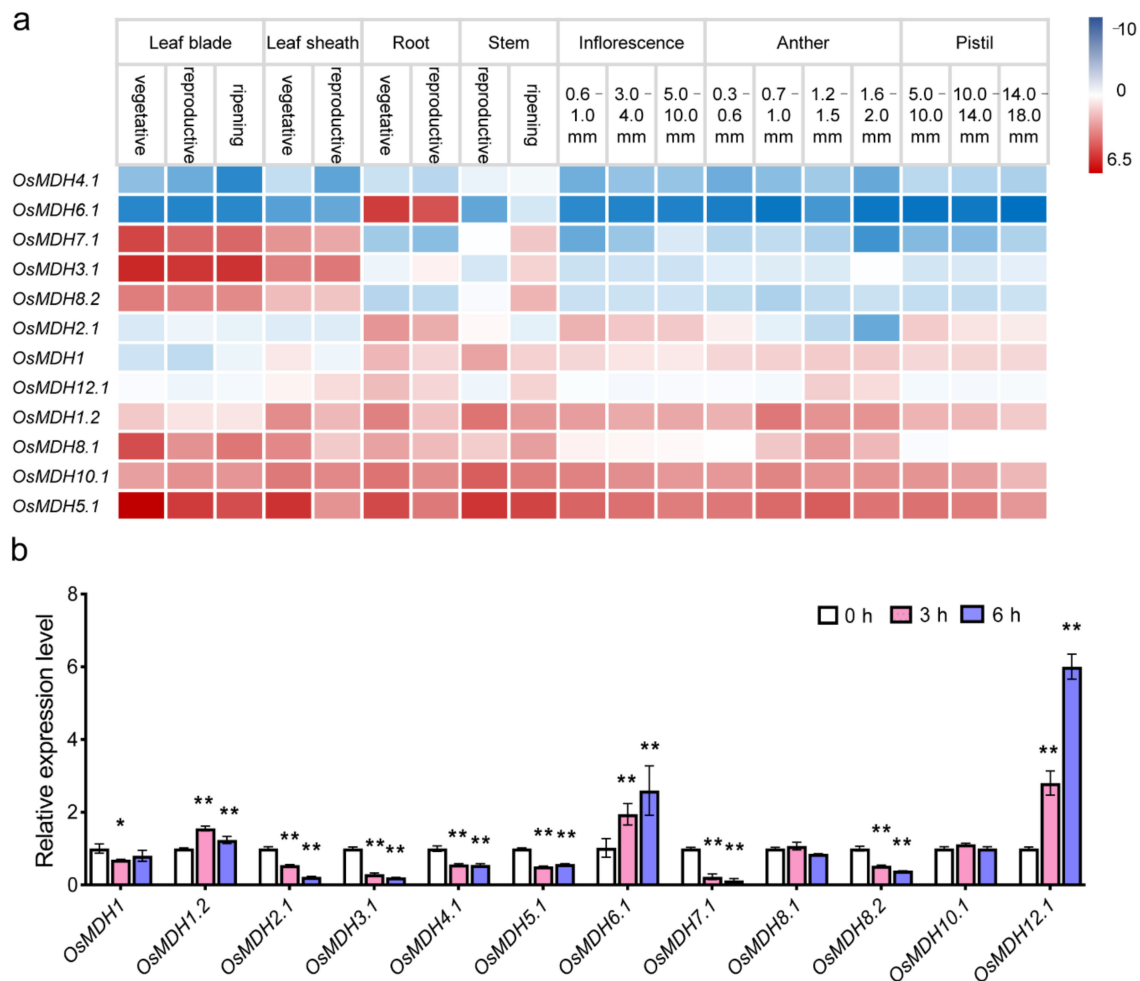 a
Leaf blade Leaf sheath Root Stem Inflorescence Anther Pistil
vegetative reproductive ripening vegetative reproductive vegetative reproductive reproductive ripening
0.6 – 3.0 – 5.0 – 0.3 – 0.7 – 1.2 – 1.6 – 5.0 – 10.0 – 14.0 –
1.0 4.0 10.0 0.6 1.0 1.5 2.0 10.0 14.0 18.0
mm mm mm mm mm mm mm mm mm mm
-10
0
6.5
OsMDH4.1
OsMDH6.1
OsMDH7.1
OsMDH3.1
OsMDH8.2
OsMDH2.1
OsMDH1
OsMDH12.1
OsMDH1.2
OsMDH8.1
OsMDH10.1
OsMDH5.1
b
Relative expression level
8
6
4
2
0
0 h 3 h 6 h
*
** **
** **
** **
** **
** **
** **
** **
** **
** **
OsMDH1
OsMDH1.2
OsMDH2.1
OsMDH3.1
OsMDH4.1
OsMDH5.1
OsMDH6.1
OsMDH7.1
OsMDH8.1
OsMDH8.2
OsMDH10.1
OsMDH12.1